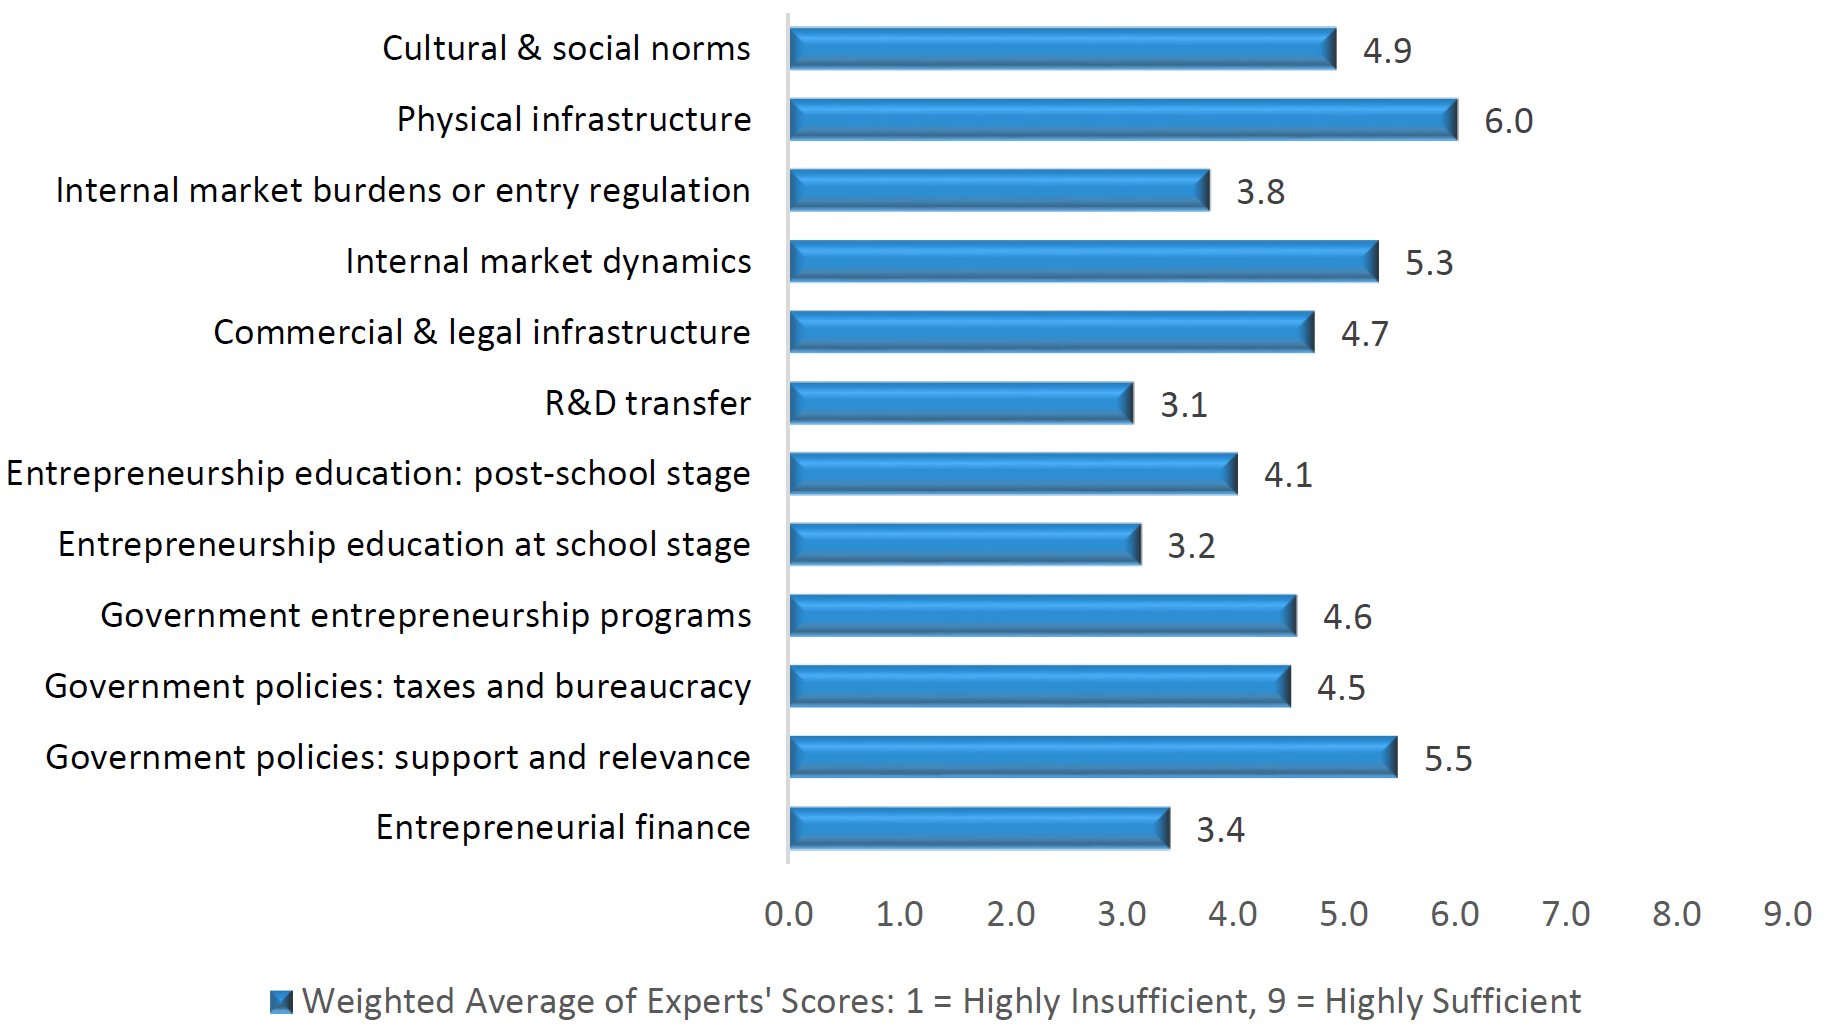 Cultural & social norms 4.9
Physical infrastructure 6.0
Internal market burdens or entry regulation 3.8
Internal market dynamics 5.3
Commercial & legal infrastructure 4.7
R&D transfer 3.1
Entrepreneurship education: post-school stage 4.1
Entrepreneurship education at school stage 3.2
Government entrepreneurship programs 4.6
Government policies: taxes and bureaucracy 4.5
Government policies: support and relevance 5.5
Entrepreneurial finance 3.4
0.0 1.0 2.0 3.0 4.0 5.0 6.0 7.0 8.0 9.0
Weighted Average of Experts' Scores: 1 = Highly Insufficient, 9 = Highly Sufficient